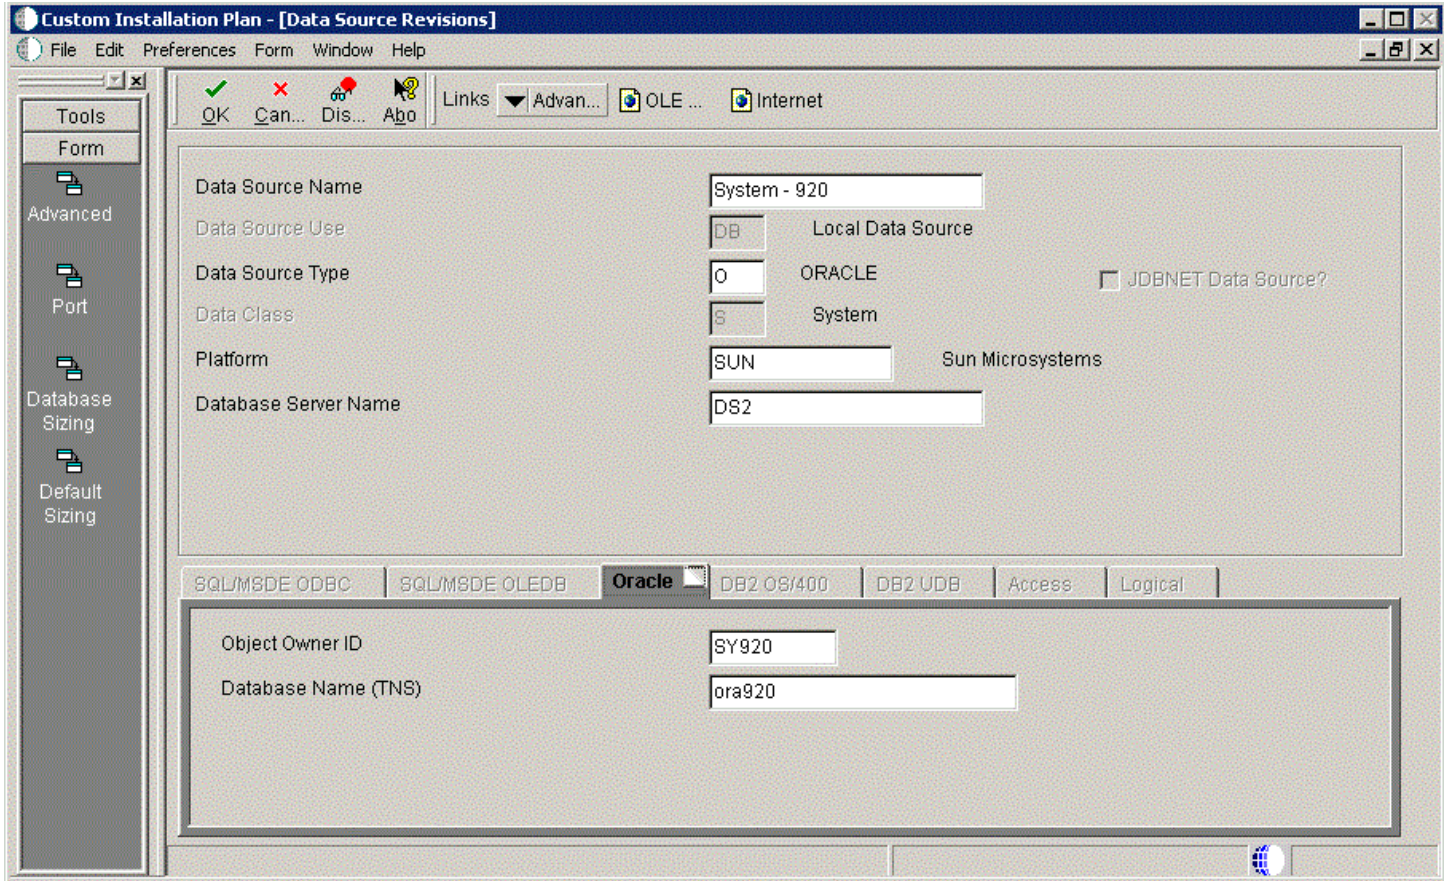 Custom Installation Plan - [Data Source Revisions]
File Edit Preferences Form Window Help
Tools
Form
Advanced
Port
Database
Sizing
Default
Sizing
OK Can... Dis... Abo Links Advan... OLE ... Internet
Data Source Name System - 920
Data Source Use DB Local Data Source
Data Source Type O ORACLE JDBNET Data Source?
Data Class S System
Platform SUN Sun Microsystems
Database Server Name DS2
SQL/MSDE ODBC SQL/MSDE OLEDB Oracle DB2 OS/400 DB2 UDB Access Logical
Object Owner ID SY920
Database Name (TNS) ora920